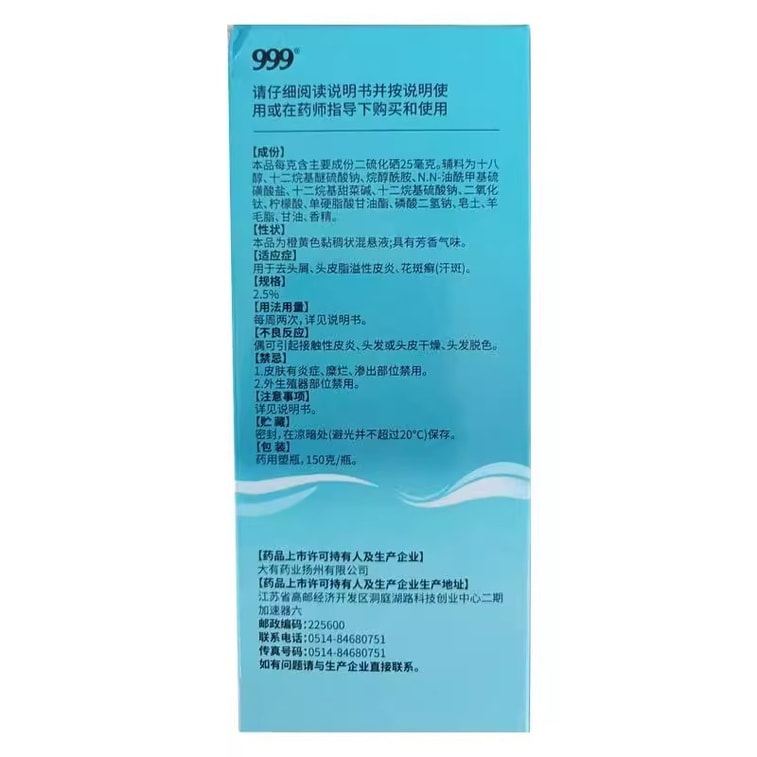 999®
请仔细阅读说明书并按说明使
用或在药师指导下购买和使用
【成份】
本品每克含主要成份二硫化硒25毫克。辅料为十八
醇、十二烷基醚硫酸钠、烷醇酰胺、N.N-油酰甲基硫
磺酸盐、十二烷基甜菜碱、十二烷基硫酸钠、二氧化
钛、柠檬酸、单硬脂酸甘油酯、磷酸二氢钠、皂土、羊
毛脂、甘油、香精。
【性状】
本品为橙黄色黏稠状混悬液;具有芳香气味。
【适应症】
用于去头屑、头皮脂溢性皮炎、花斑癣(汗斑)。
【规格】
2.5%
【用法用量】
每周两次,详见说明书。
【不良反应】
偶可引起接触性皮炎、头发或头皮干燥、头发脱色。
【禁忌】
1.皮肤有炎症、糜烂、渗出部位禁用。
2.外生殖器部位禁用。
【注意事项】
详见说明书。
【贮藏】
密封,在凉暗处(避光并不超过20°C)保存。
【包装】
药用塑瓶,150克/瓶。
【药品上市许可持有人及生产企业】
大有药业扬州有限公司
【药品上市许可持有人及生产企业生产地址】
江苏省高邮经济开发区洞庭湖路科技创业中心二期
加速器六
邮政编码:225600
联系电话:0514-84680751
传真号码:0514-84680751
如有问题请与生产企业直接联系。